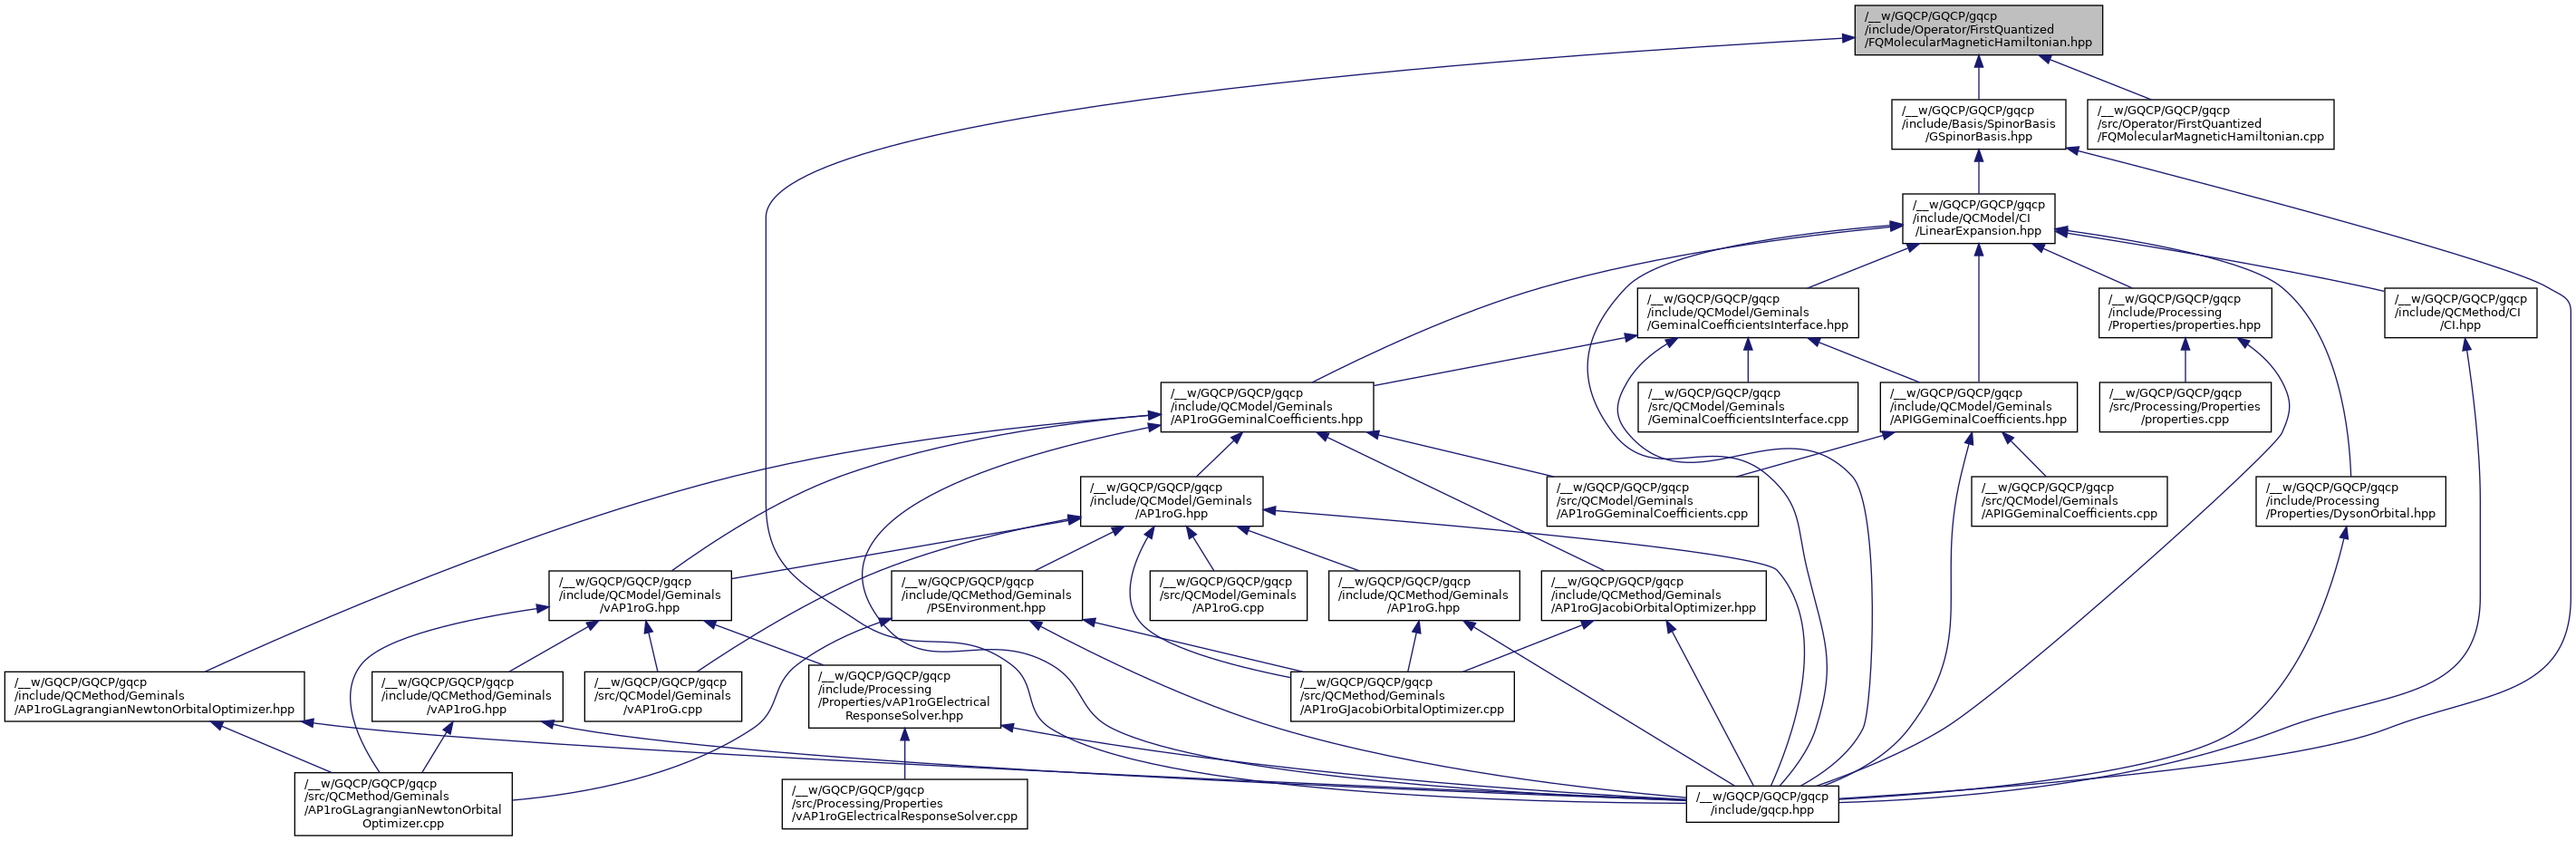 /__w/GQCP/GQCP/gqcp
/include/Operator/FirstQuantized
/FQMolecularMagneticHamiltonian.hpp
/__w/GQCP/GQCP/gqcp
/include/Basis/SpinorBasis
/GSpinorBasis.hpp
/__w/GQCP/GQCP/gqcp
/src/Operator/FirstQuantized
/FQMolecularMagneticHamiltonian.cpp
/__w/GQCP/GQCP/gqcp
/include/QCModel/CI
/LinearExpansion.hpp
/__w/GQCP/GQCP/gqcp
/include/QCModel/Geminals
/GeminalCoefficientsInterface.hpp
/__w/GQCP/GQCP/gqcp
/include/Processing
/Properties/properties.hpp
/__w/GQCP/GQCP/gqcp
/include/QCMethod/CI
/CI.hpp
/__w/GQCP/GQCP/gqcp
/include/QCModel/Geminals
/AP1roGGeminalCoefficients.hpp
/__w/GQCP/GQCP/gqcp
/src/QCModel/Geminals
/GeminalCoefficientsInterface.cpp
/__w/GQCP/GQCP/gqcp
/include/QCModel/Geminals
/APIGGeminalCoefficients.hpp
/__w/GQCP/GQCP/gqcp
/src/Processing/Properties
/properties.cpp
/__w/GQCP/GQCP/gqcp
/include/QCModel/Geminals
/AP1roG.hpp
/__w/GQCP/GQCP/gqcp
/src/QCModel/Geminals
/AP1roGGeminalCoefficients.cpp
/__w/GQCP/GQCP/gqcp
/src/QCModel/Geminals
/APIGGeminalCoefficients.cpp
/__w/GQCP/GQCP/gqcp
/include/Processing
/Properties/DysonOrbital.hpp
/__w/GQCP/GQCP/gqcp
/include/QCModel/Geminals
/vAP1roG.hpp
/__w/GQCP/GQCP/gqcp
/include/QCMethod/Geminals
/PSEnvironment.hpp
/__w/GQCP/GQCP/gqcp
/src/QCModel/Geminals
/AP1roG.cpp
/__w/GQCP/GQCP/gqcp
/include/QCMethod/Geminals
/AP1roG.hpp
/__w/GQCP/GQCP/gqcp
/include/QCMethod/Geminals
/AP1roGJacobiOrbitalOptimizer.hpp
/__w/GQCP/GQCP/gqcp
/include/QCMethod/Geminals
/AP1roGLagrangianNewtonOrbitalOptimizer.hpp
/__w/GQCP/GQCP/gqcp
/include/QCMethod/Geminals
/vAP1roG.hpp
/__w/GQCP/GQCP/gqcp
/src/QCModel/Geminals
/vAP1roG.cpp
/__w/GQCP/GQCP/gqcp
/include/Processing
/Properties/vAP1roGElectrical
ResponseSolver.hpp
/__w/GQCP/GQCP/gqcp
/src/QCMethod/Geminals
/AP1roGJacobiOrbitalOptimizer.cpp
/__w/GQCP/GQCP/gqcp
/src/QCMethod/Geminals
/AP1roGLagrangianNewtonOrbital
Optimizer.cpp
/__w/GQCP/GQCP/gqcp
/src/Processing/Properties
/vAP1roGElectricalResponseSolver.cpp
/__w/GQCP/GQCP/gqcp
/include/gqcp.hpp